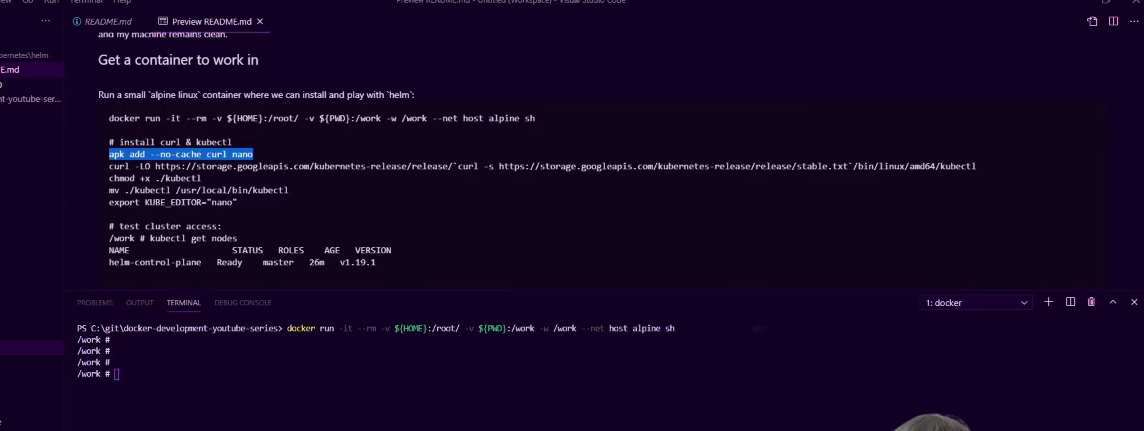 Go Run Terminal Help Preview README.md - Untitled (Workspace) - Visual Studio Code
README.md Preview README.md
and my machine remains clean.
Get a container to work in
Run a small `alpine linux` container where we can install and play with `helm`:
docker run -it --rm -v ${HOME}:/root/ -v ${PWD}:/work -w /work --net host alpine sh
# install curl & kubectl
apk add --no-cache curl nano
curl -LO https://storage.googleapis.com/kubernetes-release/release/`curl -s https://storage.googleapis.com/kubernetes-release/release/stable.txt`/bin/linux/amd64/kubectl
chmod +x ./kubectl
mv ./kubectl /usr/local/bin/kubectl
export KUBE_EDITOR="nano"
# test cluster access:
/work # kubectl get nodes
NAME STATUS ROLES AGE VERSION
helm-control-plane Ready master 26m v1.19.1
ernetes\helm
E.md
nt-youtube-ser...
PROBLEMS OUTPUT TERMINAL DEBUG CONSOLE 1: docker
PS C:\git\docker-development-youtube-series> docker run -it --rm -v ${HOME}:/root/ -v ${PWD}:/work -w /work --net host alpine sh
/work #
/work #
/work #
/work #